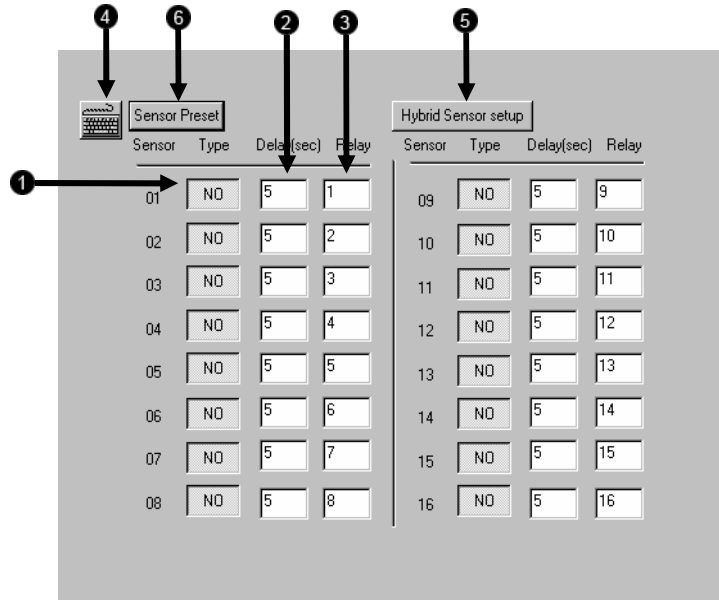 4 6 2 3 5
Sensor Preset Hybrid Sensor setup
Sensor Type Delay(sec) Relay Sensor Type Delay(sec) Relay
1
01 NO 5 1 09 NO 5 9
02 NO 5 2 10 NO 5 10
03 NO 5 3 11 NO 5 11
04 NO 5 4 12 NO 5 12
05 NO 5 5 13 NO 5 13
06 NO 5 6 14 NO 5 14
07 NO 5 7 15 NO 5 15
08 NO 5 8 16 NO 5 16